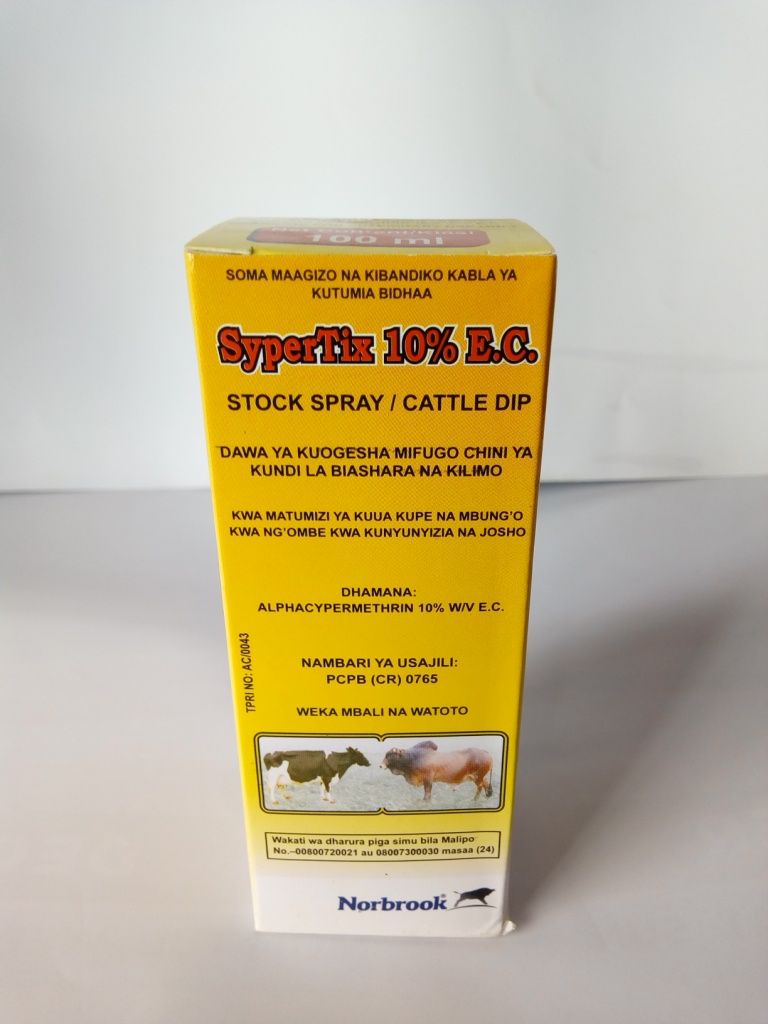 100 ml
SOMA MAAGIZO NA KIBANDIKO KABLA YA
KUTUMIA BIDHAA
SyperTix 10% E.C.
STOCK SPRAY / CATTLE DIP
DAWA YA KUOGESHA MIFUGO CHINI YA
KUNDI LA BIASHARA NA KILIMO
KWA MATUMIZI YA KUUA KUPE NA MBUNG'O
KWA NG'OMBE KWA KUNYUNYIZIA NA JOSHO
DHAMANA:
ALPHACYPERMETHRIN 10% W/V E.C.
TPRI NO: AC/0043
NAMBARI YA USAJILI:
PCPB (CR) 0765
WEKA MBALI NA WATOTO
Wakati wa dharura piga simu bila Malipo
No.–00800720021 au 08007300030 masaa (24)
Norbrook®